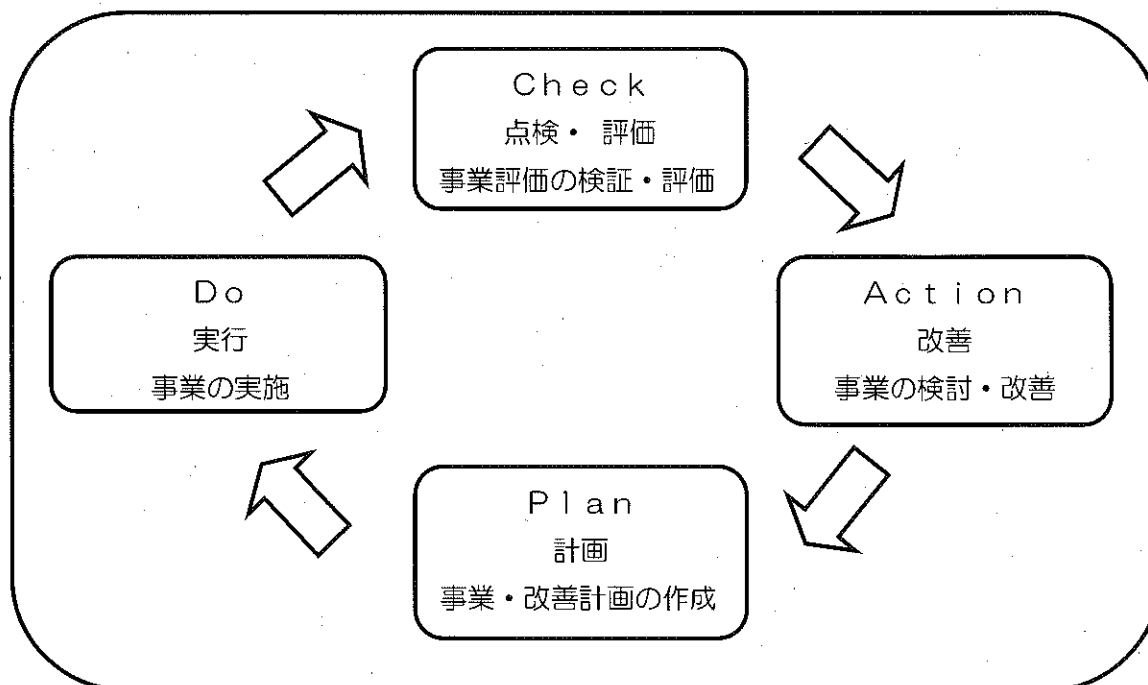 Check
点検・ 評価
事業評価の検証・評価
Do
実行
事業の実施
Action
改善
事業の検討・改善
Plan
計画
事業・改善計画の作成